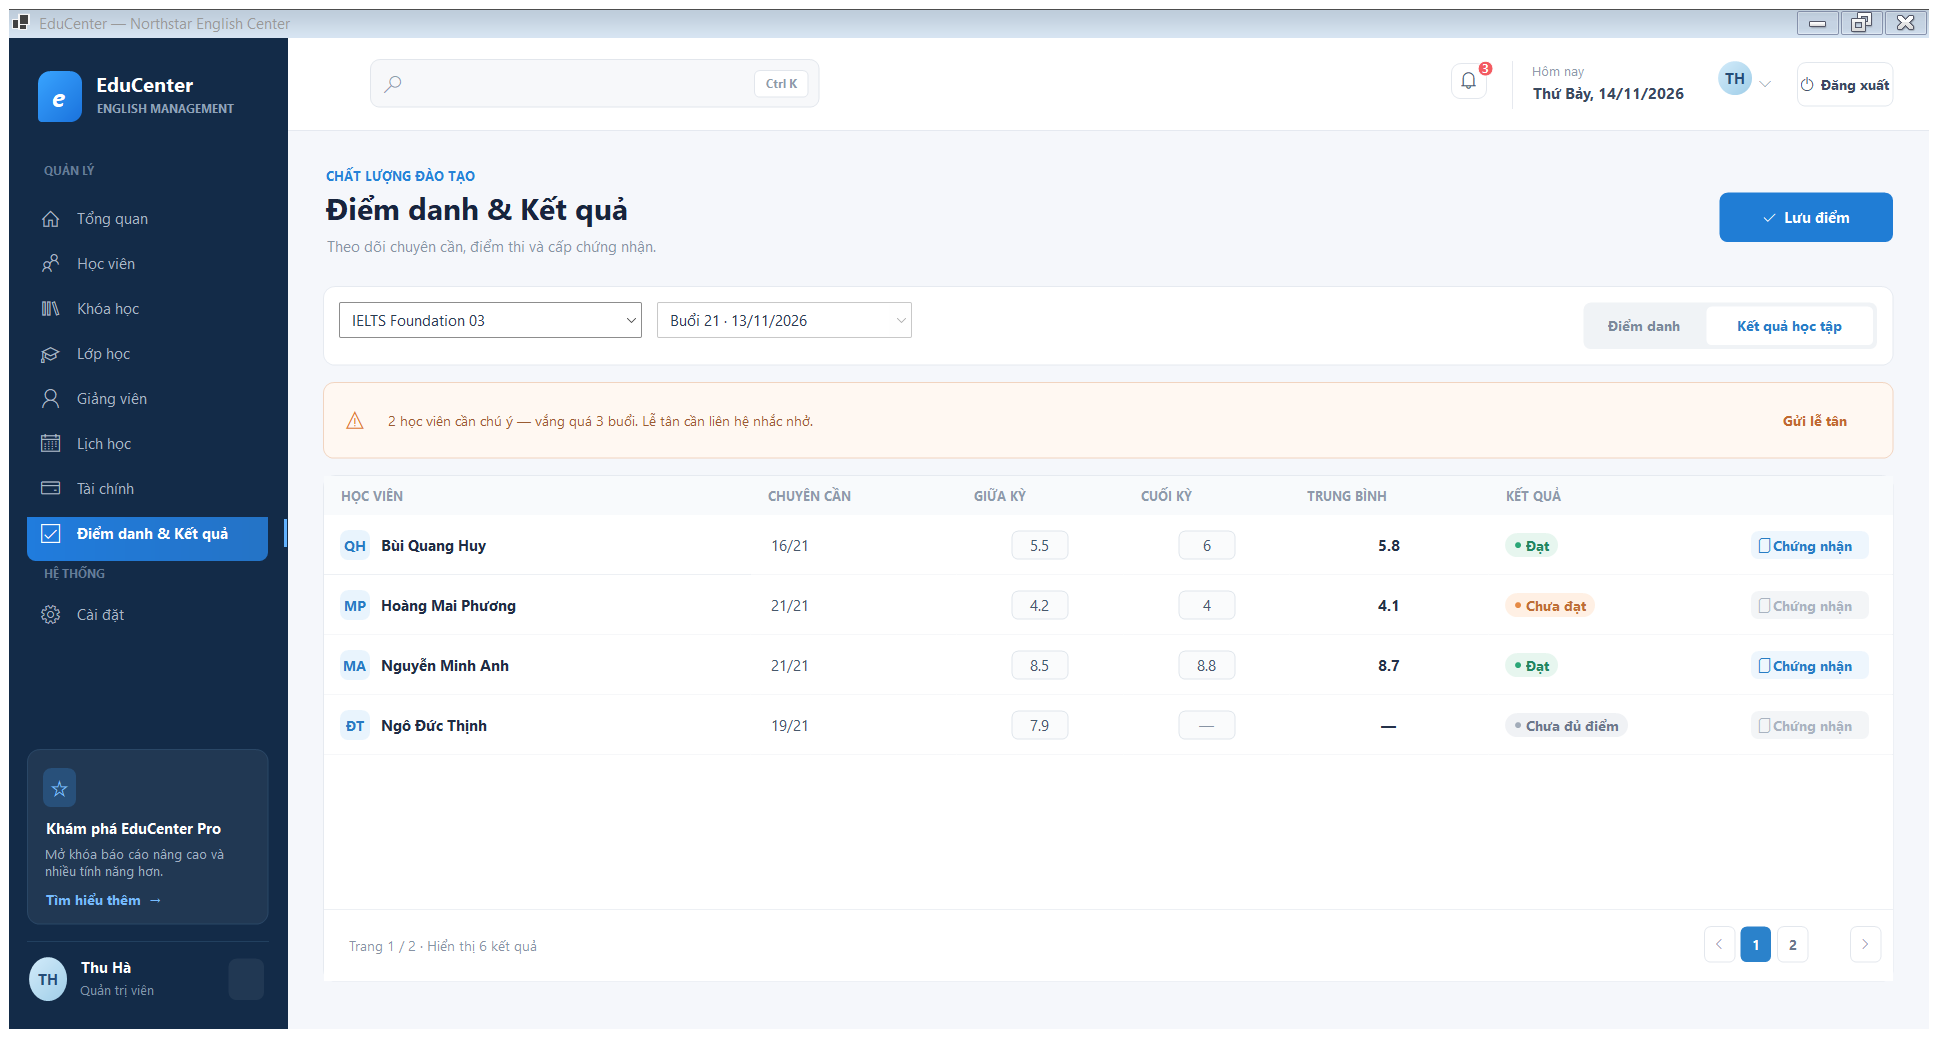 EduCenter — Northstar English Center
e
EduCenter
ENGLISH MANAGEMENT
Ctrl K
3
Hôm nay
Thứ Bảy, 14/11/2026
TH
Đăng xuất
QUẢN LÝ
Tổng quan
Học viên
Khóa học
Lớp học
Giảng viên
Lịch học
Tài chính
Điểm danh & Kết quả
HỆ THỐNG
Cài đặt
Khám phá EduCenter Pro
Mở khóa báo cáo nâng cao và
nhiều tính năng hơn.
Tìm hiểu thêm →
TH
Thu Hà
Quản trị viên
CHẤT LƯỢNG ĐÀO TẠO
Điểm danh & Kết quả
Theo dõi chuyên cần, điểm thi và cấp chứng nhận.
Lưu điểm
IELTS Foundation 03
Buổi 21 · 13/11/2026
Điểm danh
Kết quả học tập
2 học viên cần chú ý — vắng quá 3 buổi. Lễ tân cần liên hệ nhắc nhở.
Gửi lễ tân
HỌC VIÊN CHUYÊN CẦN GIỮA KỲ CUỐI KỲ TRUNG BÌNH KẾT QUẢ
QH Bùi Quang Huy 16/21 5.5 6 5.8 Đạt Chứng nhận
MP Hoàng Mai Phương 21/21 4.2 4 4.1 Chưa đạt Chứng nhận
MA Nguyễn Minh Anh 21/21 8.5 8.8 8.7 Đạt Chứng nhận
ĐT Ngô Đức Thịnh 19/21 7.9 — — Chưa đủ điểm Chứng nhận
Trang 1 / 2 · Hiển thị 6 kết quả
1 2